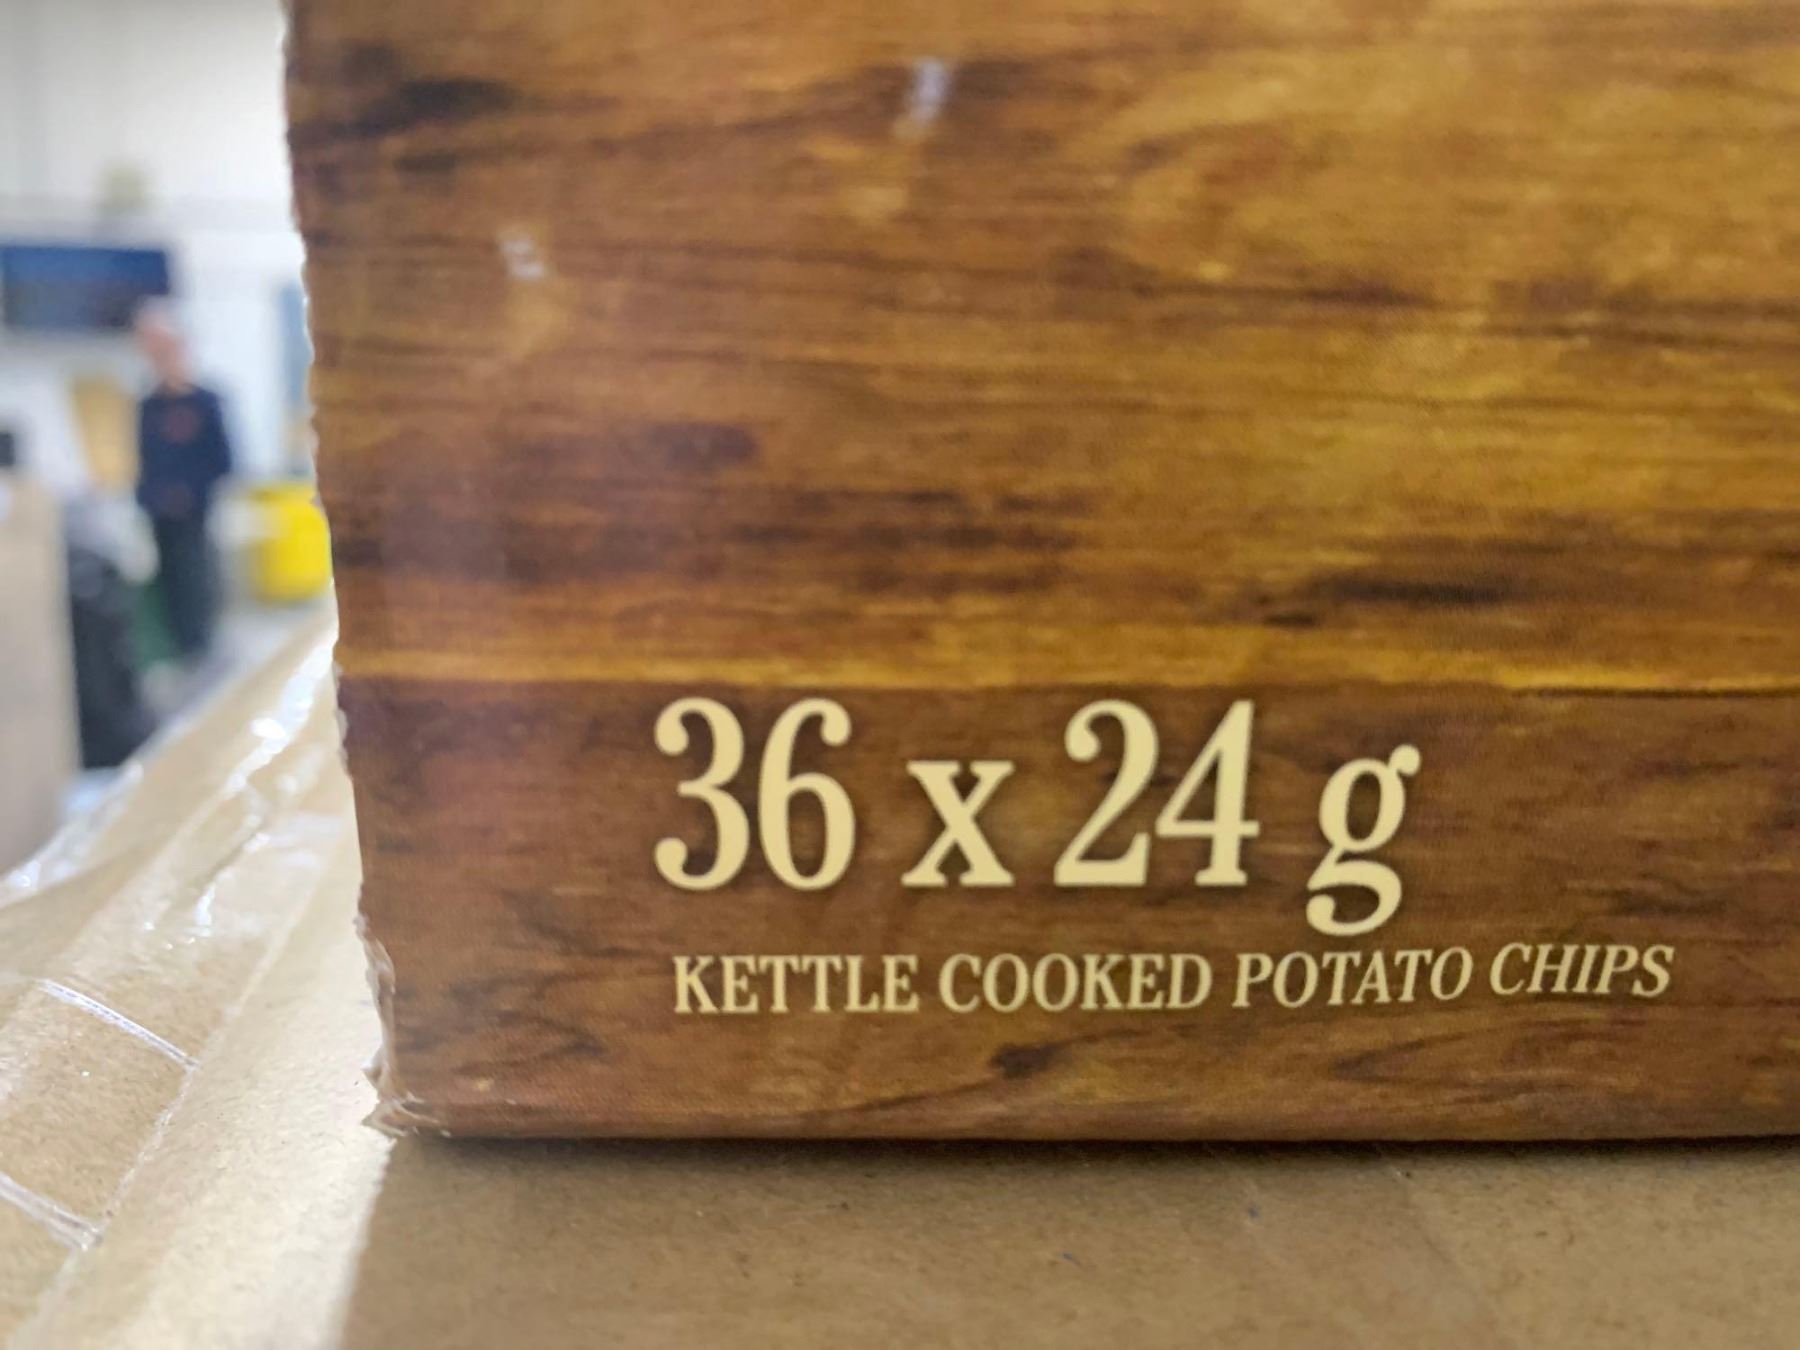 36 x 24 g
KETTLE COOKED POTATO CHIPS